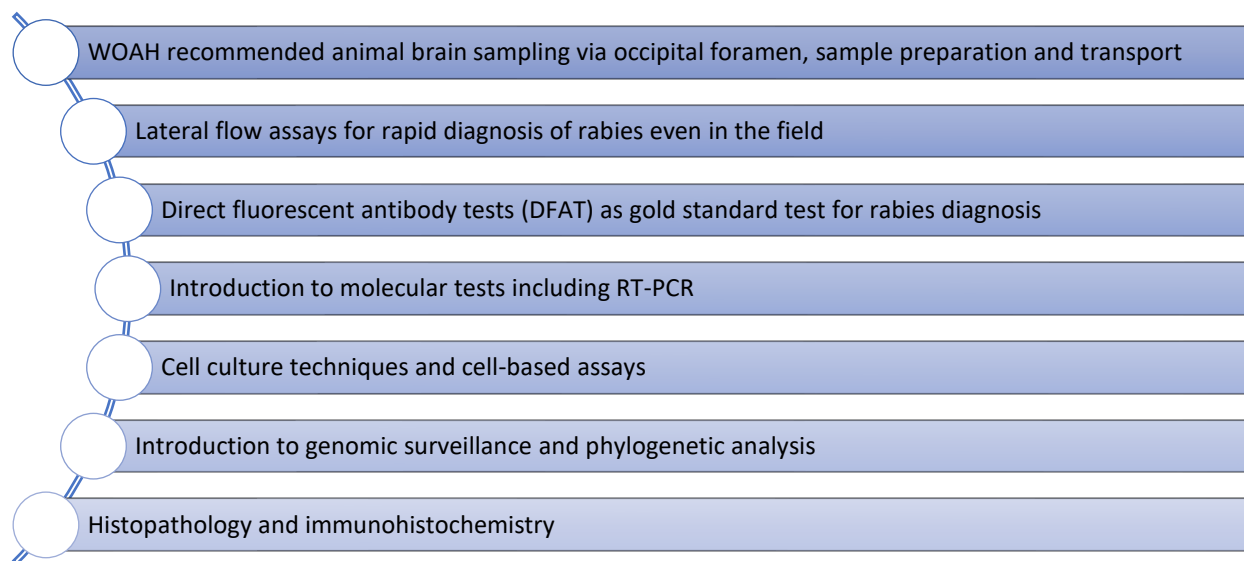 WOAH recommended animal brain sampling via occipital foramen, sample preparation and transport
Lateral flow assays for rapid diagnosis of rabies even in the field
Direct fluorescent antibody tests (DFAT) as gold standard test for rabies diagnosis
Introduction to molecular tests including RT-PCR
Cell culture techniques and cell-based assays
Introduction to genomic surveillance and phylogenetic analysis
Histopathology and immunohistochemistry